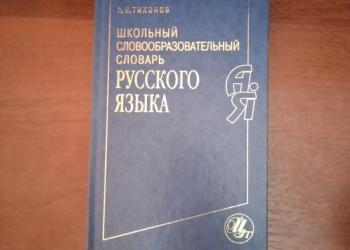 А.Н.ТИХОНОВ
ШКОЛЬНЫЙ
СЛОВООБРАЗОВАТЕЛЬНЫЙ
СЛОВАРЬ
РУССКОГО
ЯЗЫКА
А
Я